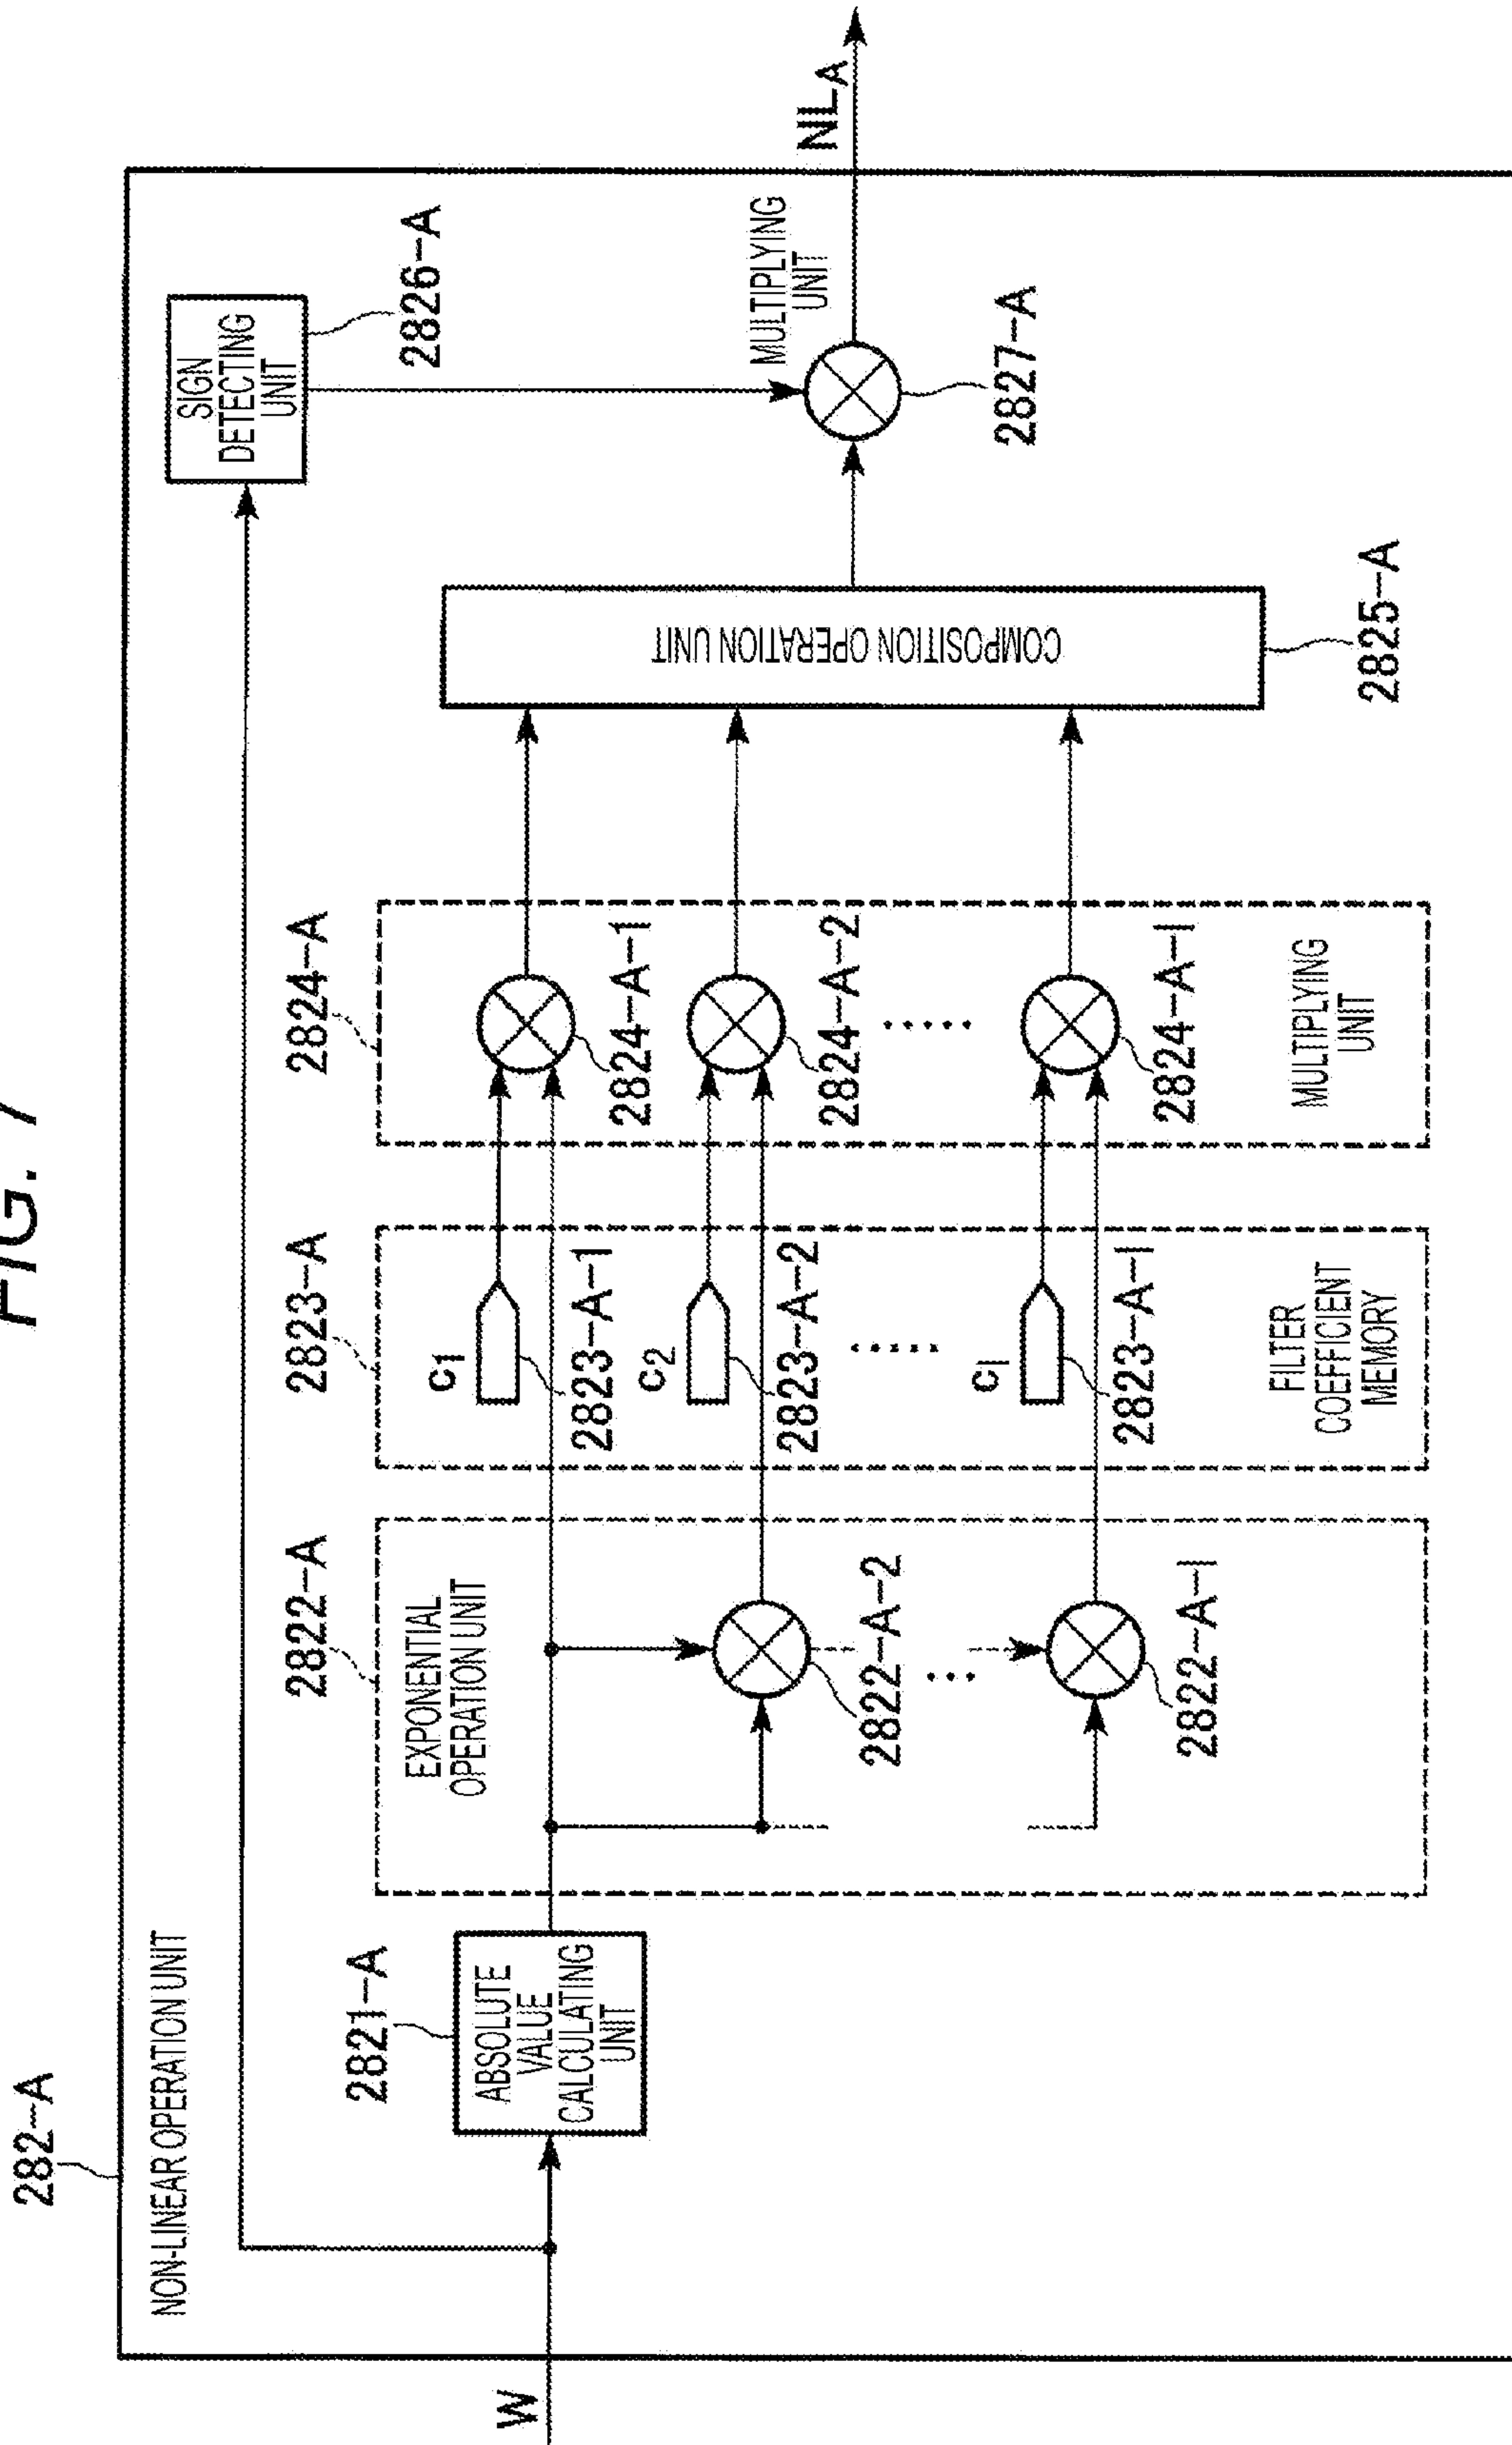 FIG. 7
282-A
NON-LINEAR OPERATION UNIT
W
2821-A
ABSOLUTE
VALUE
CALCULATING
UNIT
2822-A
EXPONENTIAL
OPERATION UNIT
2822-A-2
...
2822-A-I
2823-A
C1
2823-A-1
C2
2823-A-2
.....
CI
2823-A-I
FILTER
COEFFICIENT
MEMORY
2824-A
2824-A-1
2824-A-2
.....
2824-A-I
MULTIPLYING
UNIT
COMPOSITION OPERATION UNIT
2825-A
SIGN
DETECTING
UNIT
2826-A
MULTIPLYING
UNIT
2827-A
NLA